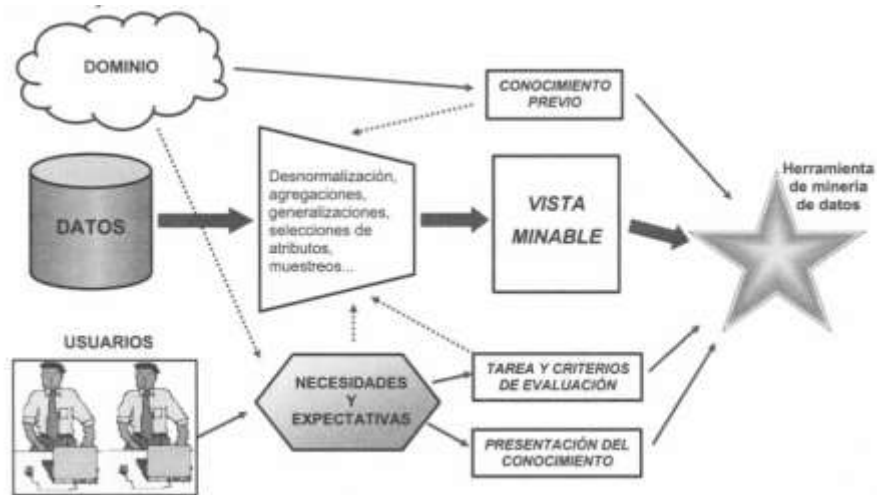 DOMINIO
CONOCIMIENTO
PREVIO
Herramienta
de minería
de datos
DATOS
Desnormalización,
agregaciones,
generalizaciones,
selecciones de
atributos,
muestreos...
VISTA
MINABLE
USUARIOS
NECESIDADES
Y
EXPECTATIVAS
TAREA Y CRITERIOS
DE EVALUACIÓN
PRESENTACIÓN DEL
CONOCIMIENTO